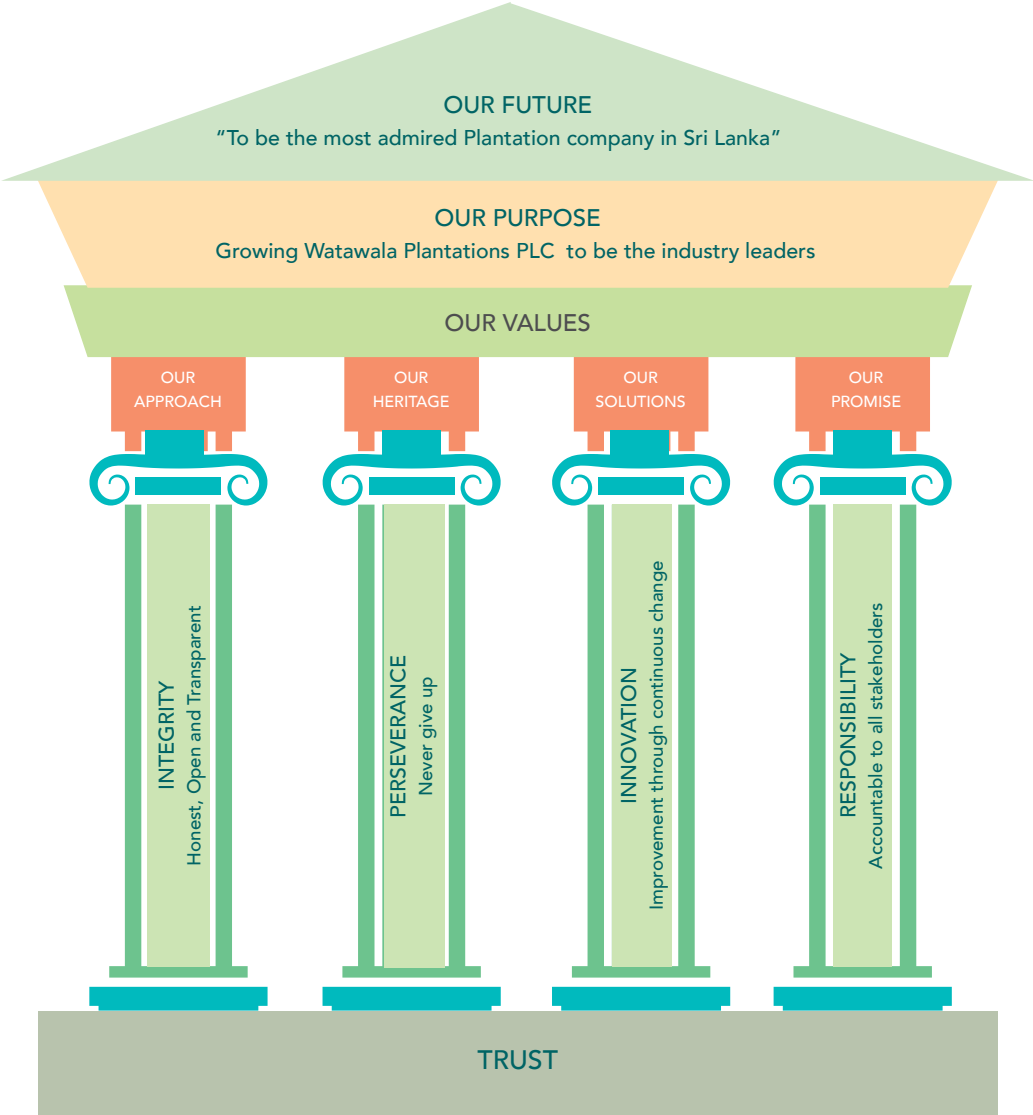 OUR FUTURE
“To be the most admired Plantation company in Sri Lanka”
OUR PURPOSE
Growing Watawala Plantations PLC to be the industry leaders
OUR VALUES
OUR
APPROACH
OUR
HERITAGE
OUR
SOLUTIONS
OUR
PROMISE
INTEGRITY
Honest, Open and Transparent
PERSEVERANCE
Never give up
INNOVATION
Improvement through continuous change
RESPONSIBILITY
Accountable to all stakeholders
TRUST